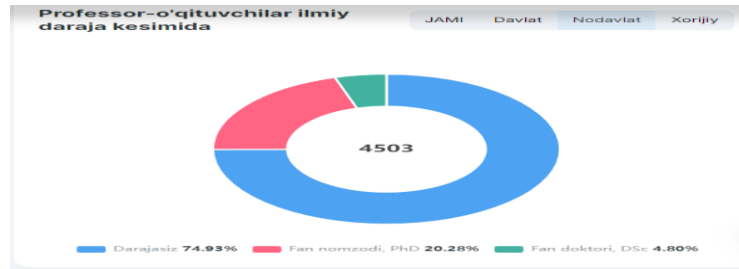 Professor-o'qituvchilar ilmiy
daraja kesimida
JAMI Davlat Nodavlat Xorijiy
4503
Darajasiz 74.93% Fan nomzodi, PhD 20.28% Fan doktori, DSc 4.80%